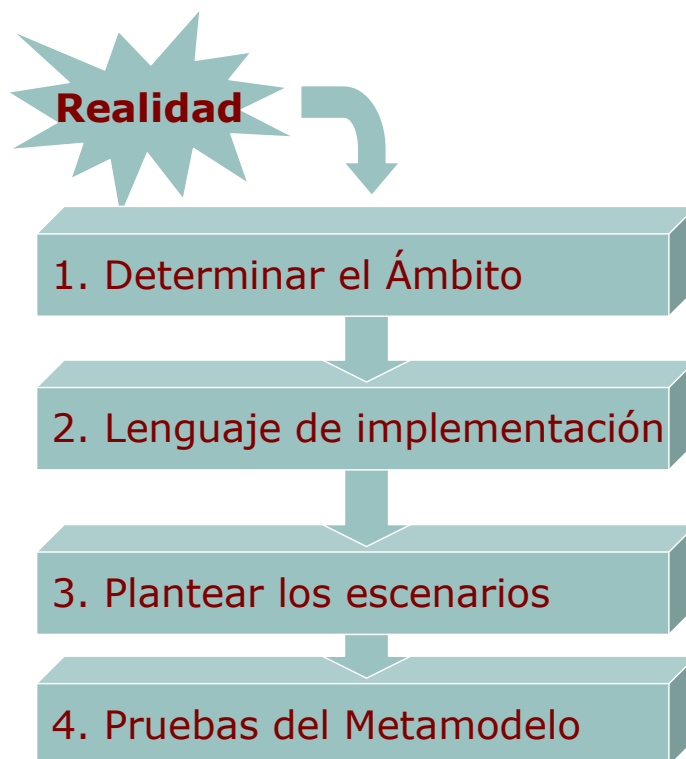 Realidad
1. Determinar el Ámbito
2. Lenguaje de implementación
3. Plantear los escenarios
4. Pruebas del Metamodelo